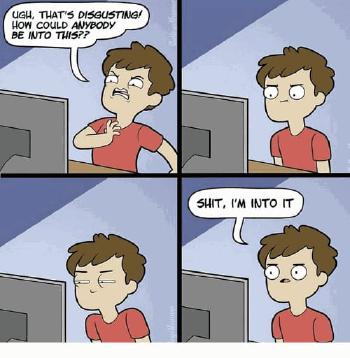 UGH, THAT'S DISGUSTING!
HOW COULD ANYBODY
BE INTO THIS??
SHIT, I'M INTO IT